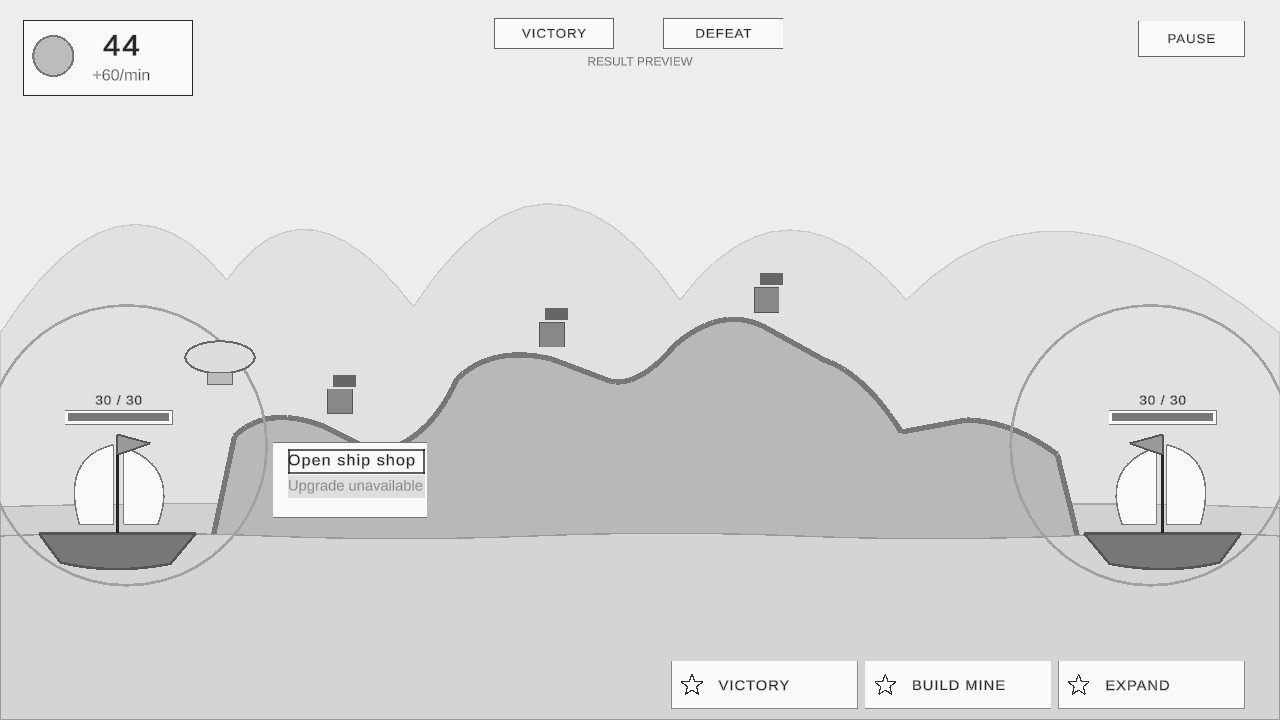 44
+60/min
VICTORY
DEFEAT
RESULT PREVIEW
PAUSE
30 / 30
30 / 30
Open ship shop
Upgrade unavailable
VICTORY
BUILD MINE
EXPAND